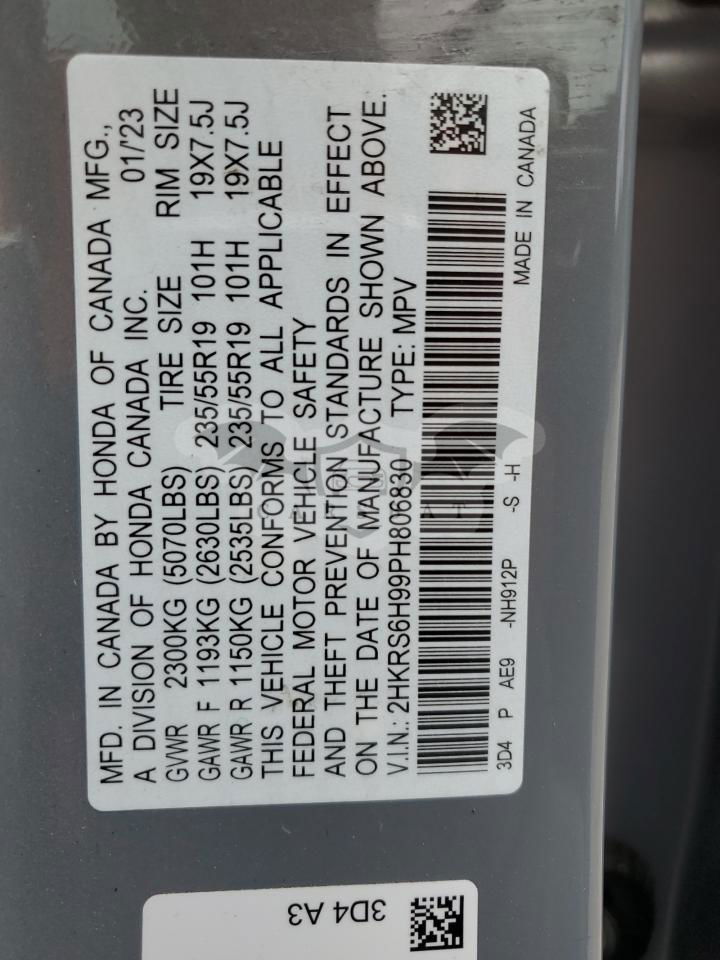 MFD. IN CANADA BY HONDA OF CANADA MFG.,
A DIVISION OF HONDA CANADA INC. 01/'23
GVWR 2300KG (5070LBS) TIRE SIZE RIM SIZE
GAWR F 1193KG (2630LBS) 235/55R19 101H 19X7.5J
GAWR R 1150KG (2535LBS) 235/55R19 101H 19X7.5J
THIS VEHICLE CONFORMS TO ALL APPLICABLE
FEDERAL MOTOR VEHICLE SAFETY
AND THEFT PREVENTION STANDARDS IN EFFECT
ON THE DATE OF MANUFACTURE SHOWN ABOVE.
V.I.N.: 2HKRS6H99PH806830 TYPE: MPV
3D4 P AE9 -NH912P -S -H MADE IN CANADA
3D4 A3